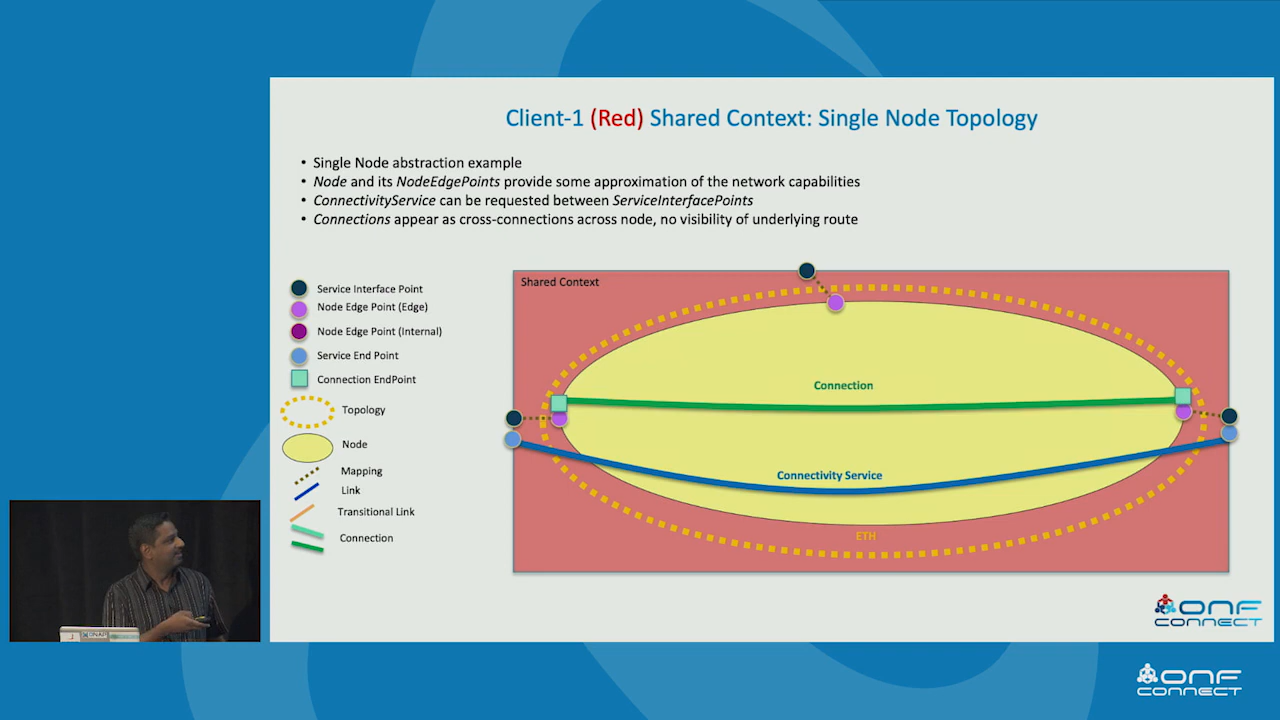 Client-1 (Red) Shared Context: Single Node Topology
• Single Node abstraction example
• Node and its NodeEdgePoints provide some approximation of the network capabilities
• ConnectivityService can be requested between ServiceInterfacePoints
• Connections appear as cross-connections across node, no visibility of underlying route
Shared Context
Service Interface Point
Node Edge Point (Edge)
Node Edge Point (Internal)
Service End Point
Connection EndPoint
Topology
Node
Mapping
Link
Transitional Link
Connection
Connection
Connectivity Service
ETH
ONF
CONNECT
ONF
CONNECT